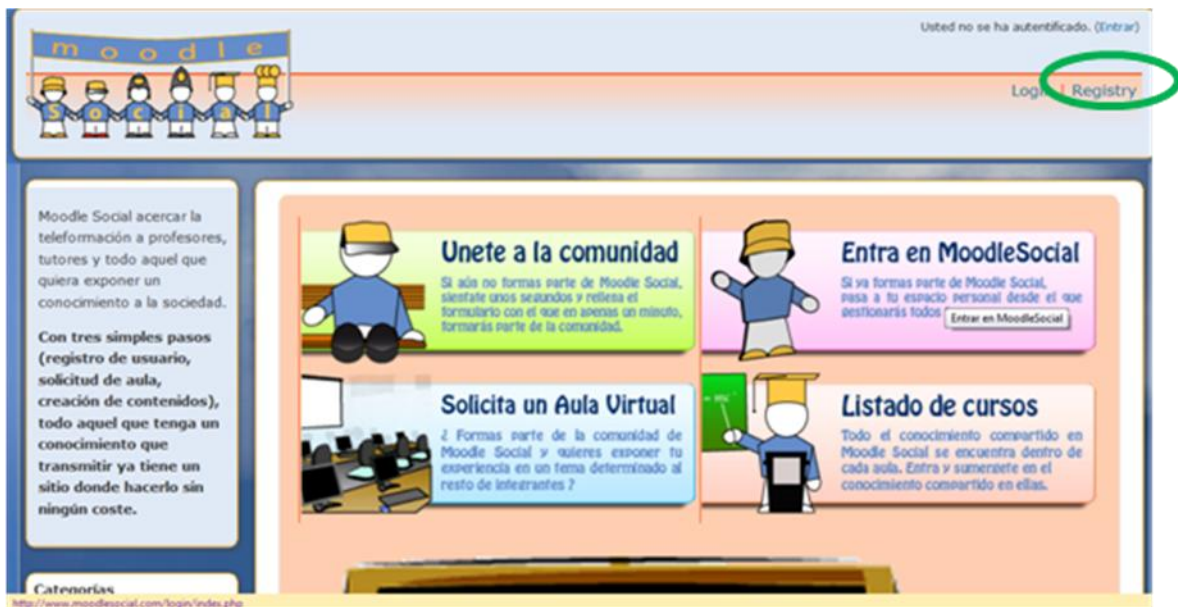 Usted no se ha autentificado. (Entrar)
moodle
Social
Login | Registry
Moodle Social acercar la
teleformación a profesores,
tutores y todo aquel que
quiera exponer un
conocimiento a la sociedad.
Con tres simples pasos
(registro de usuario,
solicitud de aula,
creación de contenidos),
todo aquel que tenga un
conocimiento que
transmitir ya tiene un
sitio donde hacerlo sin
ningún coste.
Categorías
Unete a la comunidad
Si aún no formas parte de Moodle Social,
sientate unos segundos y rellena el
formulario con el que en apenas un minuto,
formarás parte de la comunidad.
Entra en MoodleSocial
Si ya formas parte de Moodle Social,
pasa a tu espacio personal desde el que
gestionarás todos
Entrar en MoodleSocial
Solicita un Aula Virtual
¿ Formas parte de la comunidad de
Moodle Social y quieres exponer tu
experiencia en un tema determinado al
resto de integrantes ?
Listado de cursos
Todo el conocimiento compartido en
Moodle Social se encuentra dentro de
cada aula. Entra y sumergete en el
conocimiento compartido en ellas.
http://www.moodlesocial.com/login/index.php